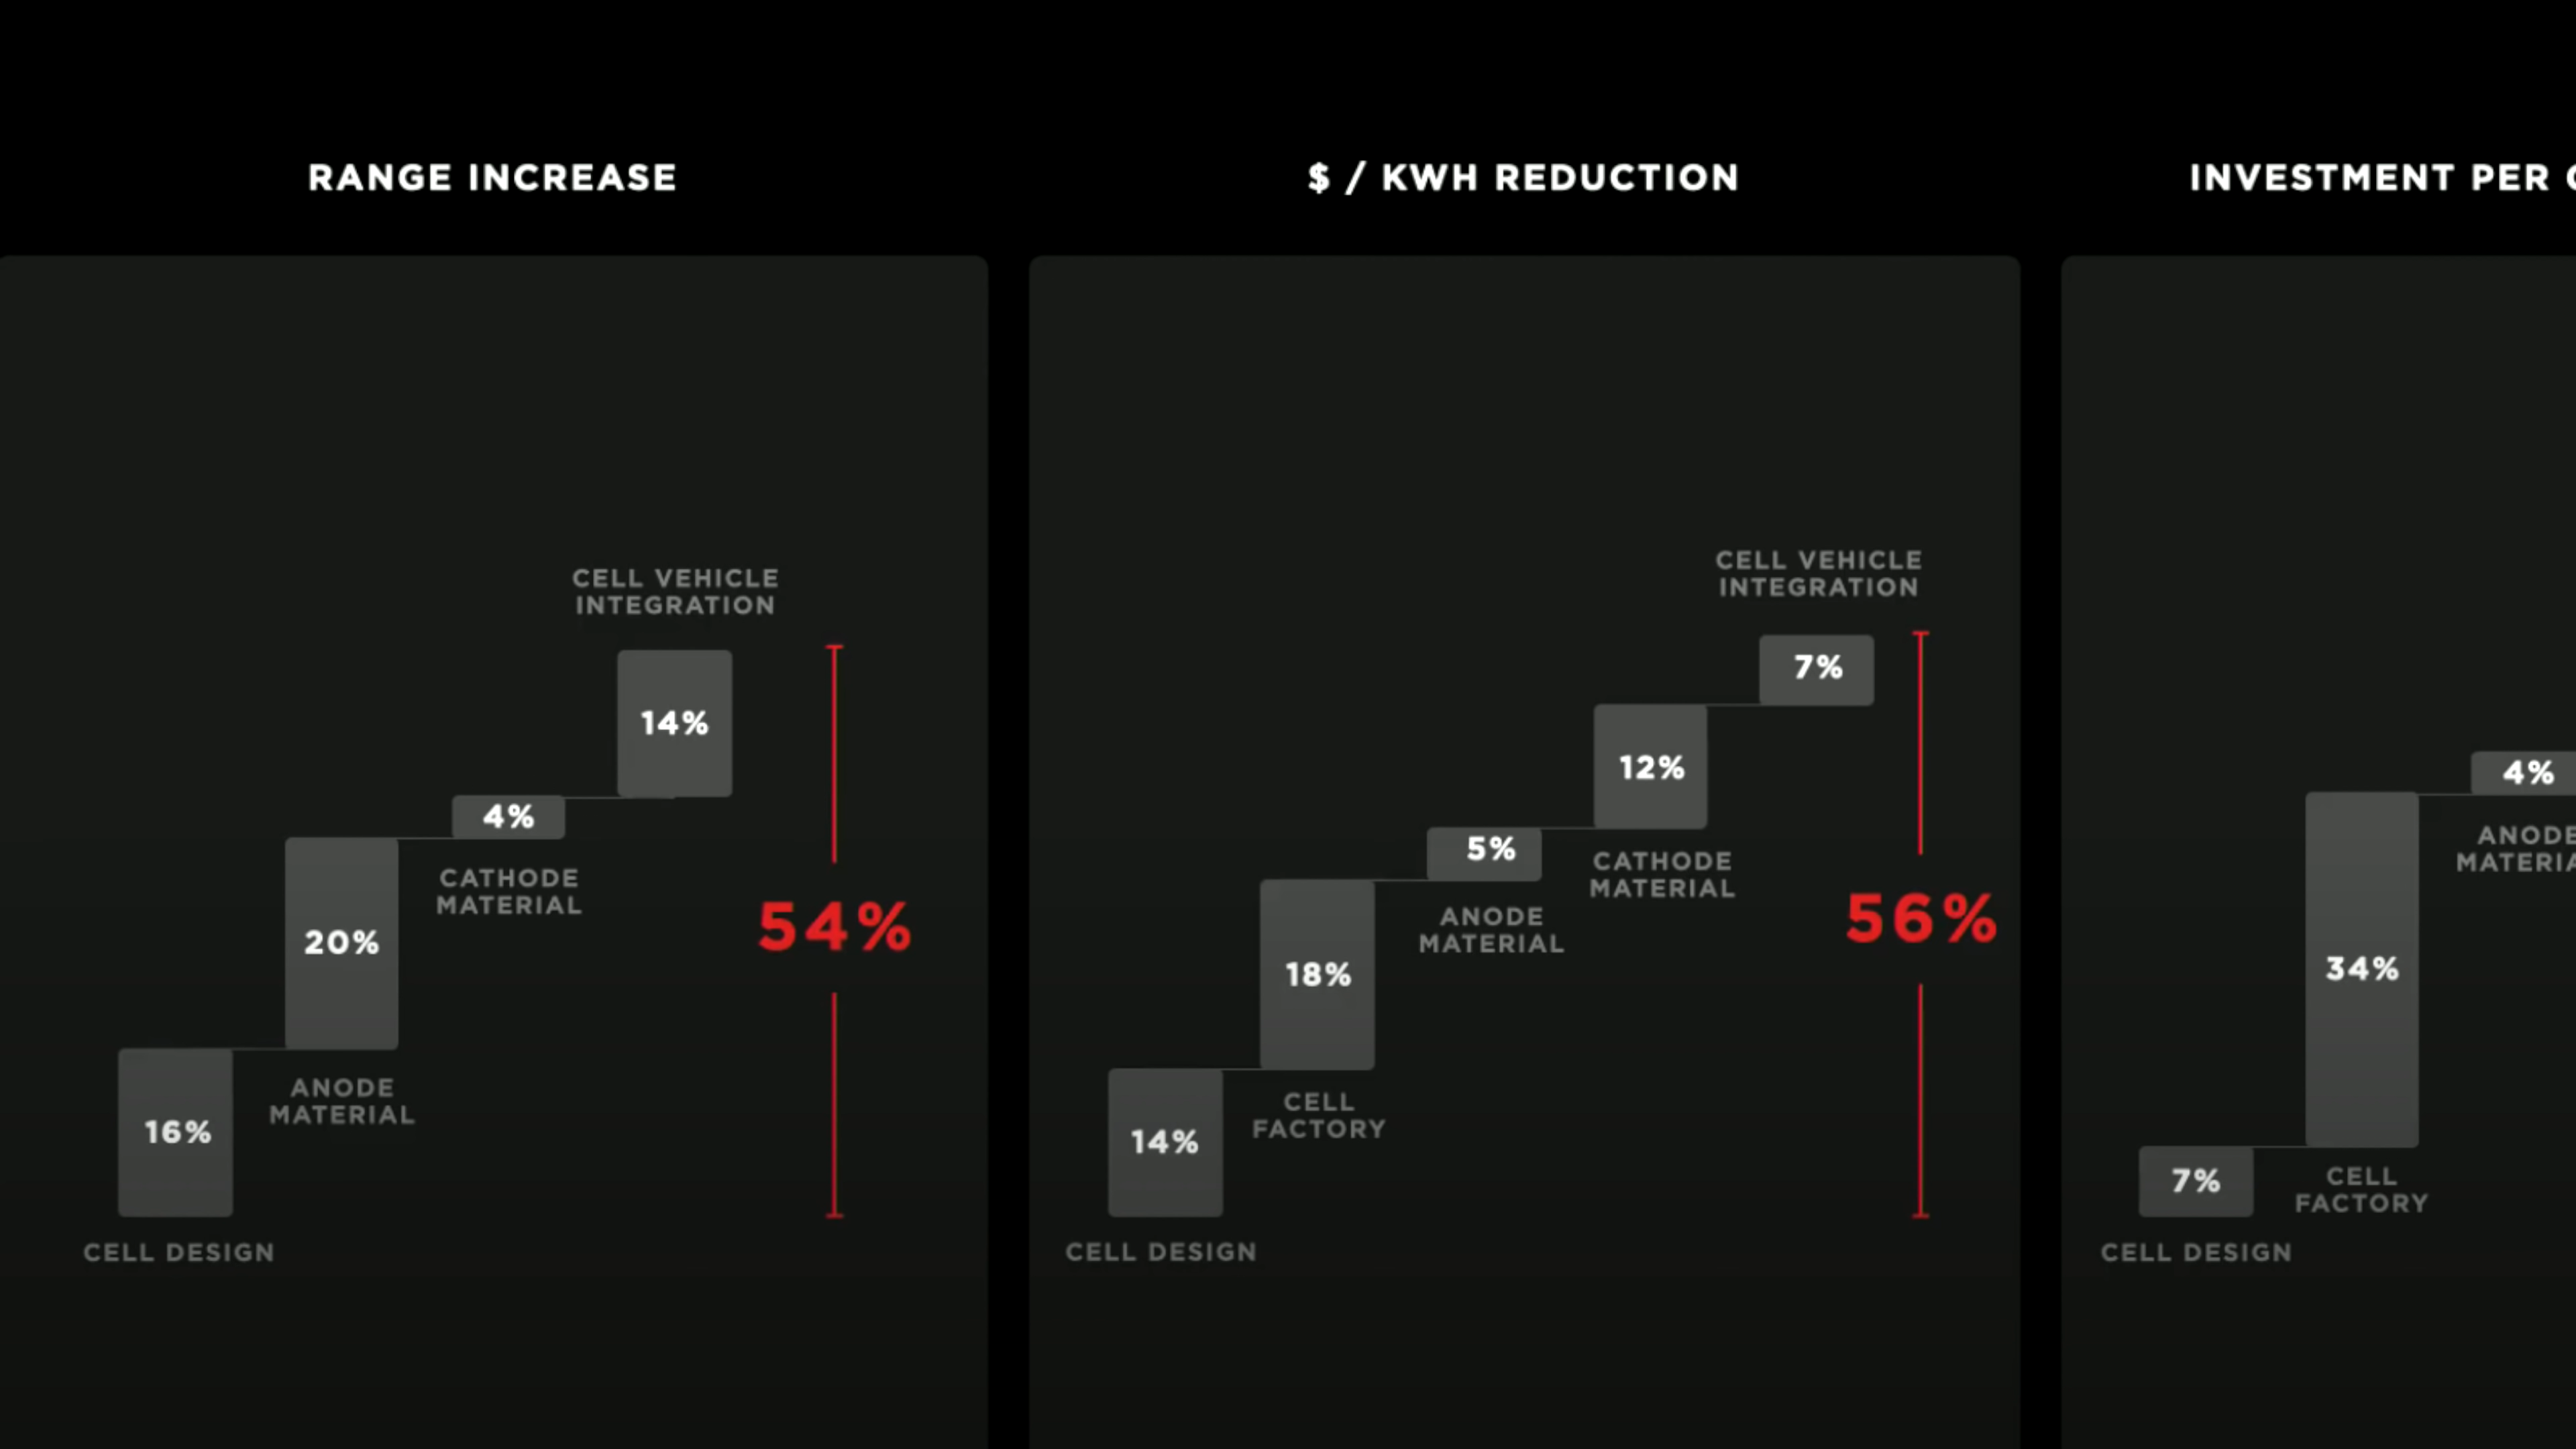 RANGE INCREASE
CELL VEHICLE
INTEGRATION
14%
4%
CATHODE
MATERIAL
20%
ANODE
MATERIAL
16%
CELL DESIGN
54%
$ / KWH REDUCTION
CELL VEHICLE
INTEGRATION
7%
12%
CATHODE
MATERIAL
5%
ANODE
MATERIAL
18%
CELL
FACTORY
14%
CELL DESIGN
56%
INVESTMENT PER
4%
ANODE
34%
CELL
FACTORY
7%
CELL DESIGN